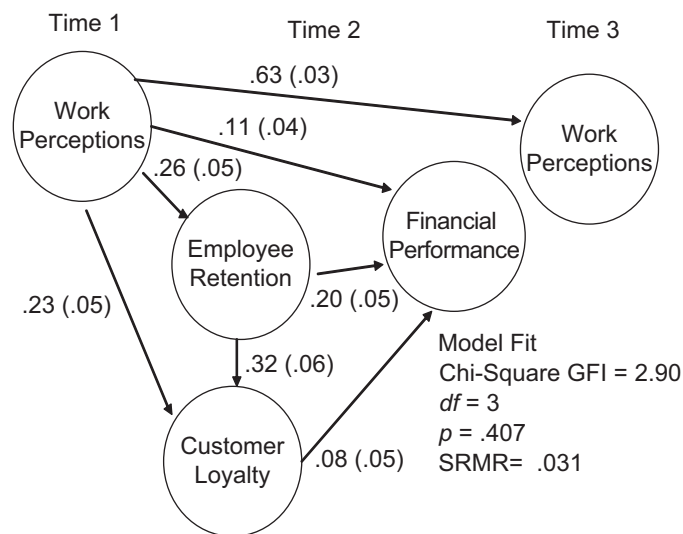 Time 1
Time 2
Time 3
.63 (.03)
Work
Perceptions
.11 (.04)
Work
Perceptions
.26 (.05)
Financial
Performance
Employee
Retention
.23 (.05)
.20 (.05)
.32 (.06)
Model Fit
Chi-Square GFI = 2.90
df = 3
p = .407
SRMR= .031
Customer
Loyalty
.08 (.05)